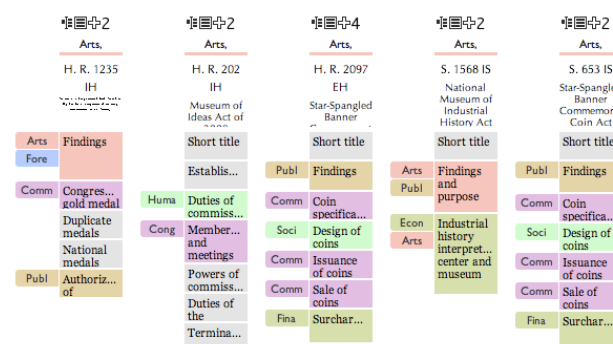 +2
Arts,
H. R. 1235
IH
Arts
Fore
Findings
Comm
Congres...
gold medal
Duplicate
medals
National
medals
Publ
Authoriz...
of
+2
Arts,
H. R. 202
IH
Museum of
Ideas Act of
Short title
Establis...
Huma
Duties of
commiss...
Cong
Member...
and
meetings
Powers of
commiss...
Duties of
the
Termina...
+4
Arts,
H. R. 2097
EH
Star-Spangled
Banner
Short title
Publ
Findings
Comm
Coin
specifica...
Soci
Design of
coins
Comm
Issuance
of coins
Comm
Sale of
coins
Fina
Surchar...
+2
Arts,
S. 1568 IS
National
Museum of
Industrial
History Act
Short title
Arts
Publ
Findings
and
purpose
Econ
Arts
Industrial
history
interpret...
center and
museum
+2
Arts,
S. 653 IS
Star-Spangle
Banner
Commemor
Coin Act
Short title
Publ
Findings
Comm
Coin
specifica...
Soci
Design of
coins
Comm
Issuance
of coins
Comm
Sale of
coins
Fina
Surchar...